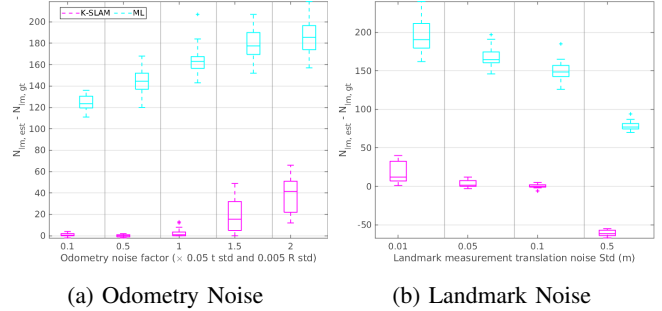 K-SLAM ML
N_lm, est - N_lm, gt
220
200
180
160
140
120
100
80
60
40
20
0
0.1 0.5 1 1.5 2
Odometry noise factor (× 0.05 t std and 0.005 R std)
(a) Odometry Noise
N_lm, est - N_lm, gt
200
150
100
50
0
-50
0.01 0.05 0.1 0.5
Landmark measurement translation noise Std (m)
(b) Landmark Noise